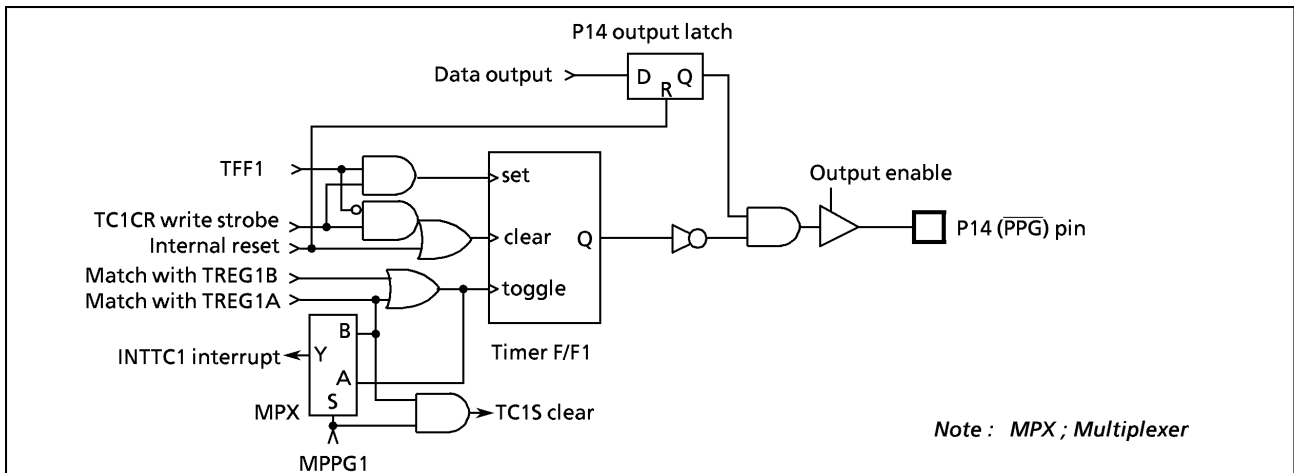 P14 output latch
Data output
D Q
R
TFF1
set
Output enable
TC1CR write strobe
Internal reset
clear
Q
P14 (P̅P̅G̅) pin
Match with TREG1B
Match with TREG1A
toggle
B
INTTC1 interrupt
Y
Timer F/F1
A
MPX
S
TC1S clear
Note : MPX ; Multiplexer
MPPG1